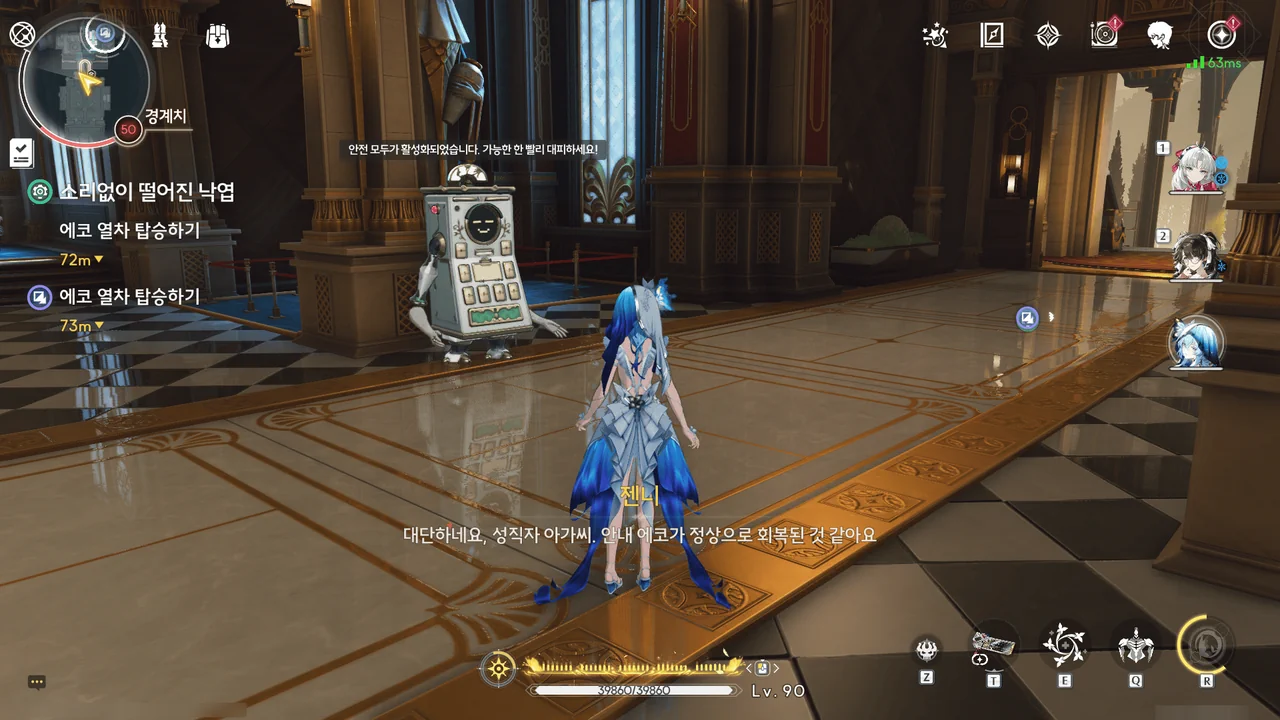 63ms
50
경계치
안전 모두가 활성화되었습니다. 가능한 한 빨리 대피하세요!
소리없이 떨어진 낙엽
에코 열차 탑승하기
72m
에코 열차 탑승하기
73m
1
2
젠니
대단하네요, 성직자 아가씨. 안내 에코가 정상으로 회복된 것 같아요
39860/39860
Lv. 90
Z
T
E
Q
R